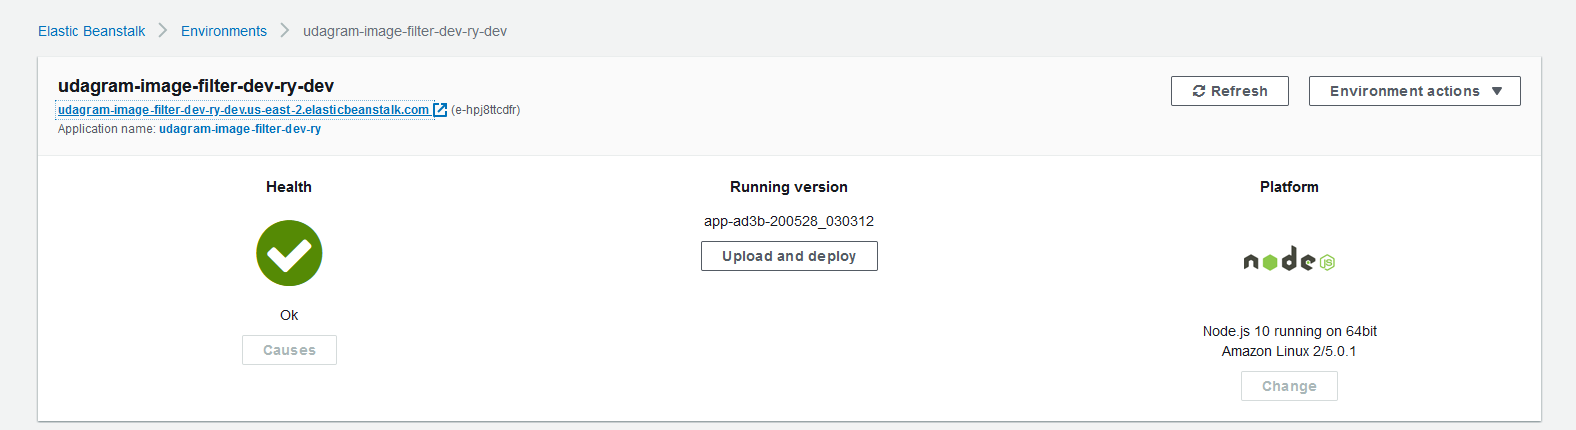 Elastic Beanstalk > Environments > udagram-image-filter-dev-ry-dev
udagram-image-filter-dev-ry-dev
Refresh
Environment actions
udagram-image-filter-dev-ry-dev.us-east-2.elasticbeanstalk.com (e-hpj8ttcdfr)
Application name: udagram-image-filter-dev-ry
Health
Running version
Platform
app-ad3b-200528_030312
Upload and deploy
node JS
Ok
Causes
Node.js 10 running on 64bit
Amazon Linux 2/5.0.1
Change